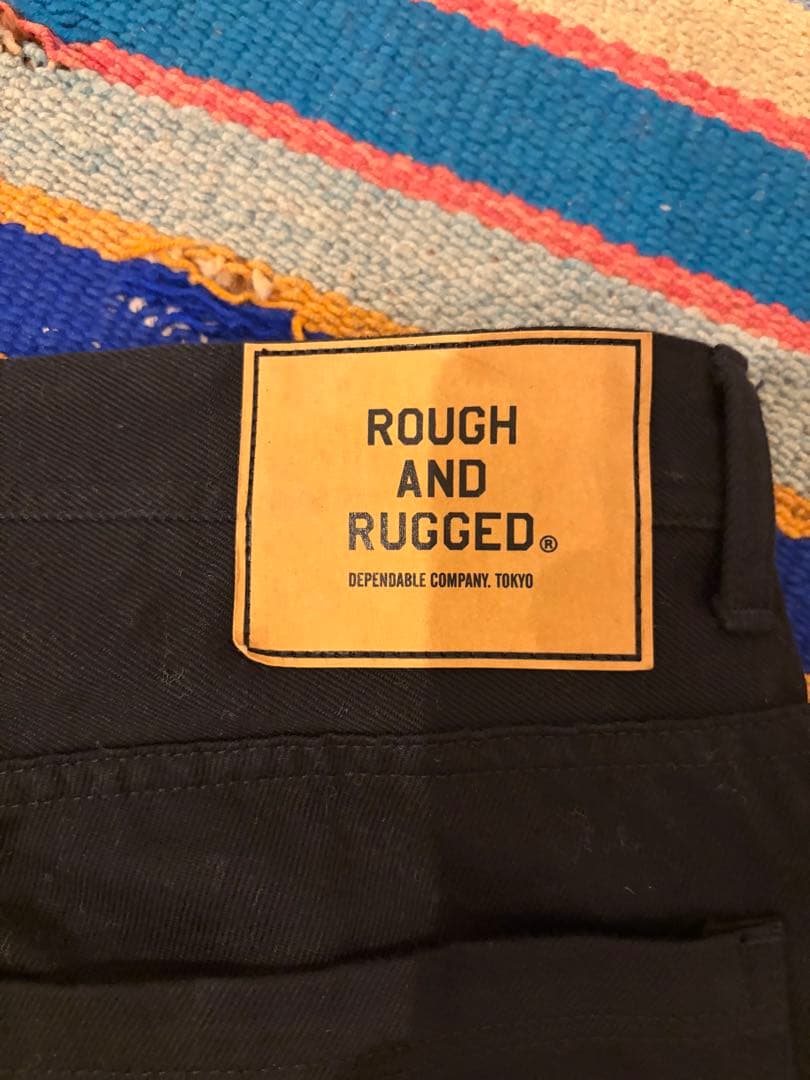 ROUGH
AND
RUGGED®
DEPENDABLE COMPANY. TOKYO